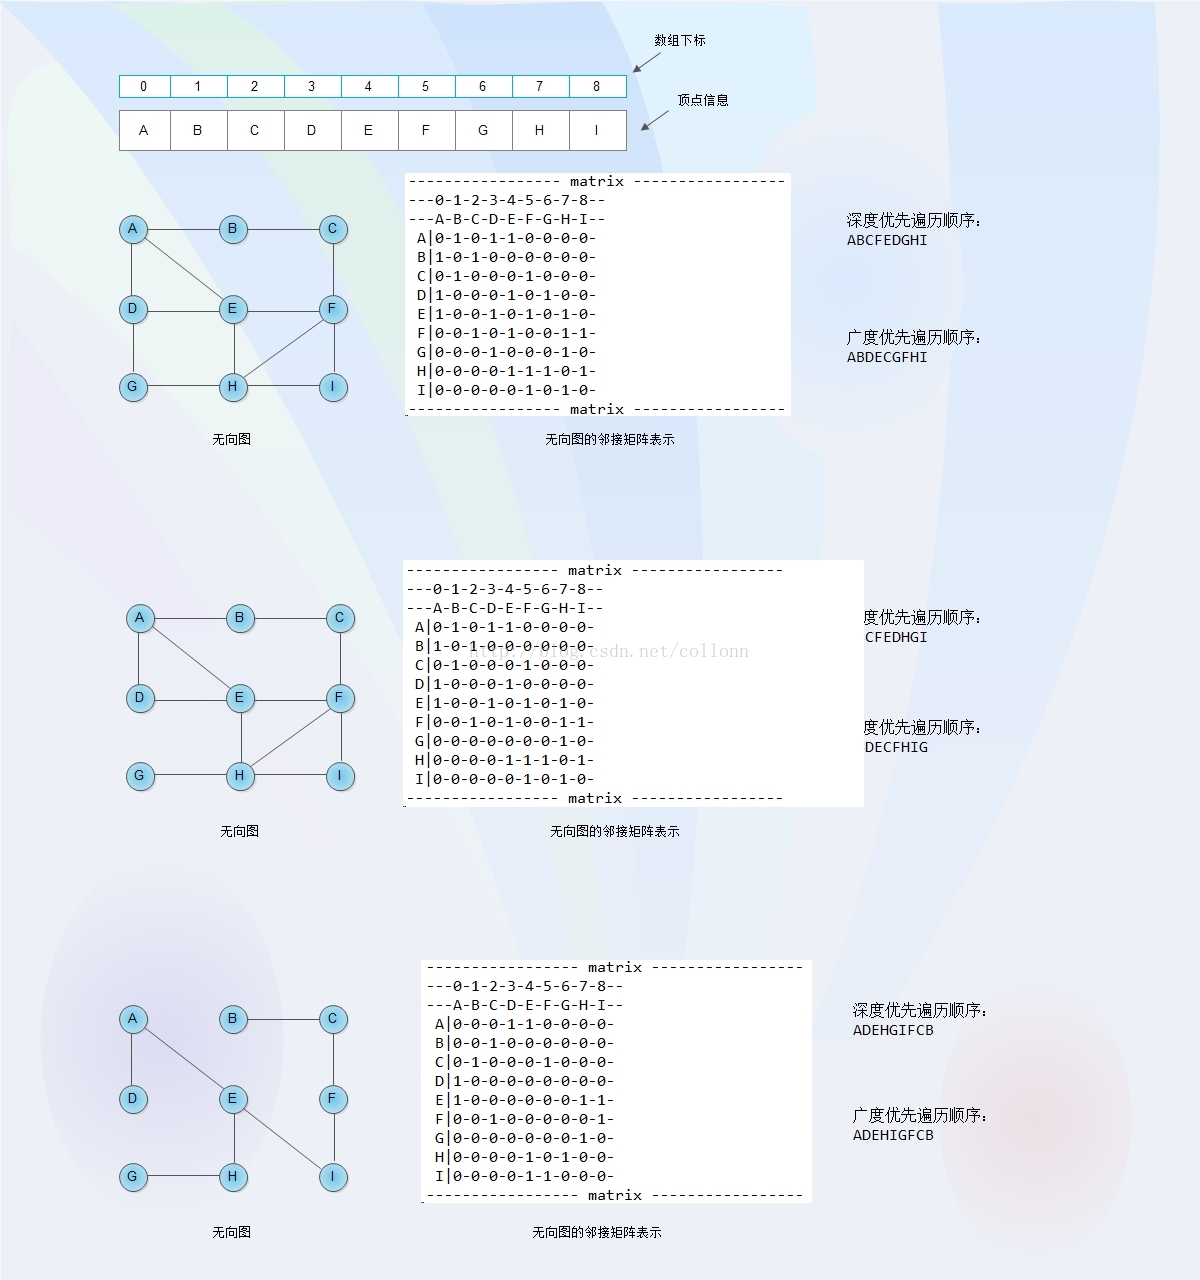 数组下标
0 1 2 3 4 5 6 7 8
顶点信息
A B C D E F G H I
----------------- matrix -----------------
---0-1-2-3-4-5-6-7-8--
---A-B-C-D-E-F-G-H-I--
A|0-1-0-1-1-0-0-0-0-
B|1-0-1-0-0-0-0-0-0-
C|0-1-0-0-0-1-0-0-0-
D|1-0-0-0-1-0-1-0-0-
E|1-0-0-1-0-1-0-1-0-
F|0-0-1-0-1-0-0-1-1-
G|0-0-0-1-0-0-0-1-0-
H|0-0-0-0-1-1-1-0-1-
I|0-0-0-0-0-1-0-1-0-
----------------- matrix -----------------
A B C
D E F
G H I
深度优先遍历顺序：
ABCFEDGHI
广度优先遍历顺序：
ABDECGFHI
无向图
无向图的邻接矩阵表示
----------------- matrix -----------------
---0-1-2-3-4-5-6-7-8--
---A-B-C-D-E-F-G-H-I--
A|0-1-0-1-1-0-0-0-0-
B|1-0-1-0-0-0-0-0-0-
C|0-1-0-0-0-1-0-0-0-
D|1-0-0-0-1-0-0-0-0-
E|1-0-0-1-0-1-0-1-0-
F|0-0-1-0-1-0-0-1-1-
G|0-0-0-0-0-0-0-1-0-
H|0-0-0-0-1-1-1-0-1-
I|0-0-0-0-0-1-0-1-0-
----------------- matrix -----------------
http://blog.csdn.net/collonn
A B C
D E F
G H I
度优先遍历顺序：
CFEDHGI
度优先遍历顺序：
DECFHIG
无向图
无向图的邻接矩阵表示
----------------- matrix -----------------
---0-1-2-3-4-5-6-7-8--
---A-B-C-D-E-F-G-H-I--
A|0-0-0-1-1-0-0-0-0-
B|0-0-1-0-0-0-0-0-0-
C|0-1-0-0-0-1-0-0-0-
D|1-0-0-0-0-0-0-0-0-
E|1-0-0-0-0-0-0-1-1-
F|0-0-1-0-0-0-0-0-1-
G|0-0-0-0-0-0-0-1-0-
H|0-0-0-0-1-0-1-0-0-
I|0-0-0-0-1-1-0-0-0-
----------------- matrix -----------------
A B C
D E F
G H I
深度优先遍历顺序：
ADEHGIFCB
广度优先遍历顺序：
ADEHIGFCB
无向图
无向图的邻接矩阵表示